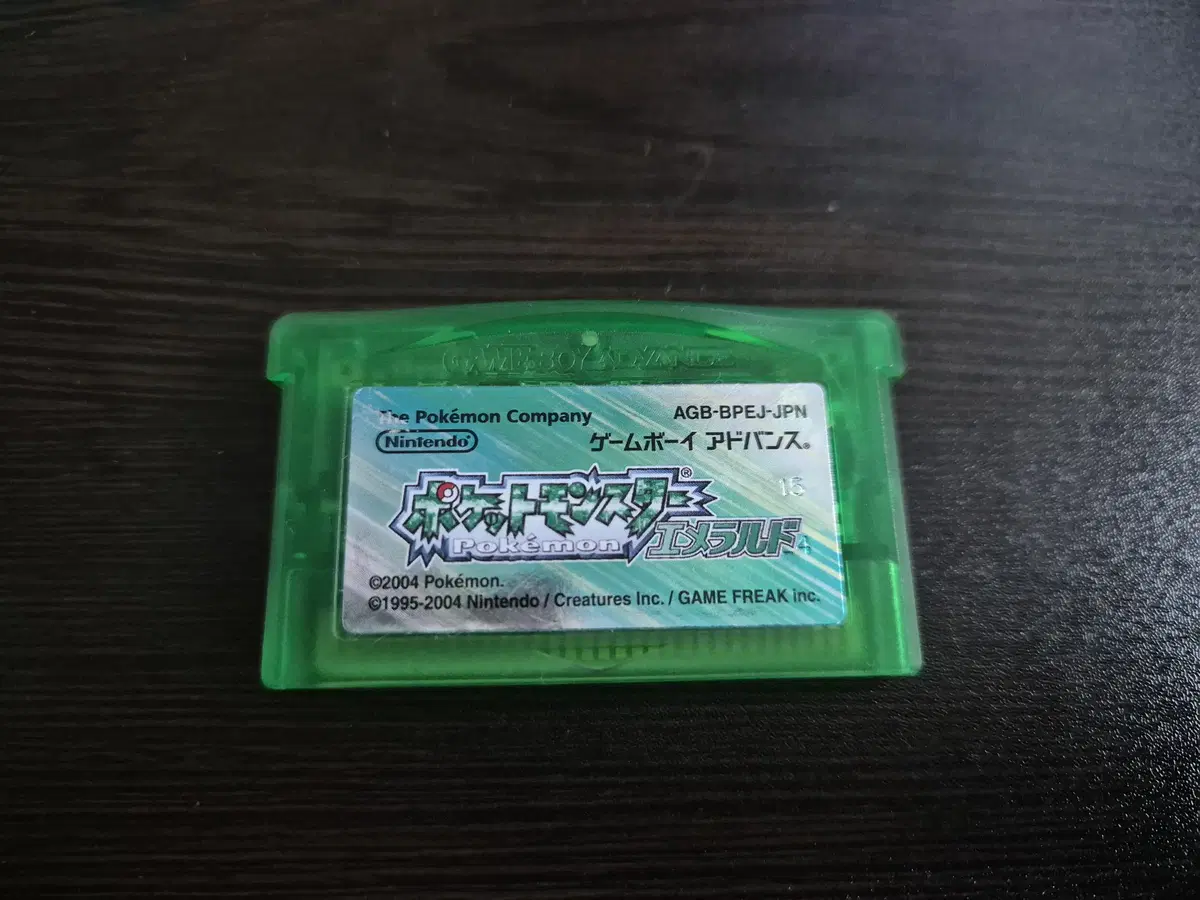 GAME BOY ADVANCE
The Pokémon Company
AGB-BPEJ-JPN
Nintendo®
ゲームボーイ アドバンス®
15
ポケットモンスター®
Pokémon
エメラルド
©2004 Pokémon.
©1995-2004 Nintendo / Creatures Inc. / GAME FREAK inc.